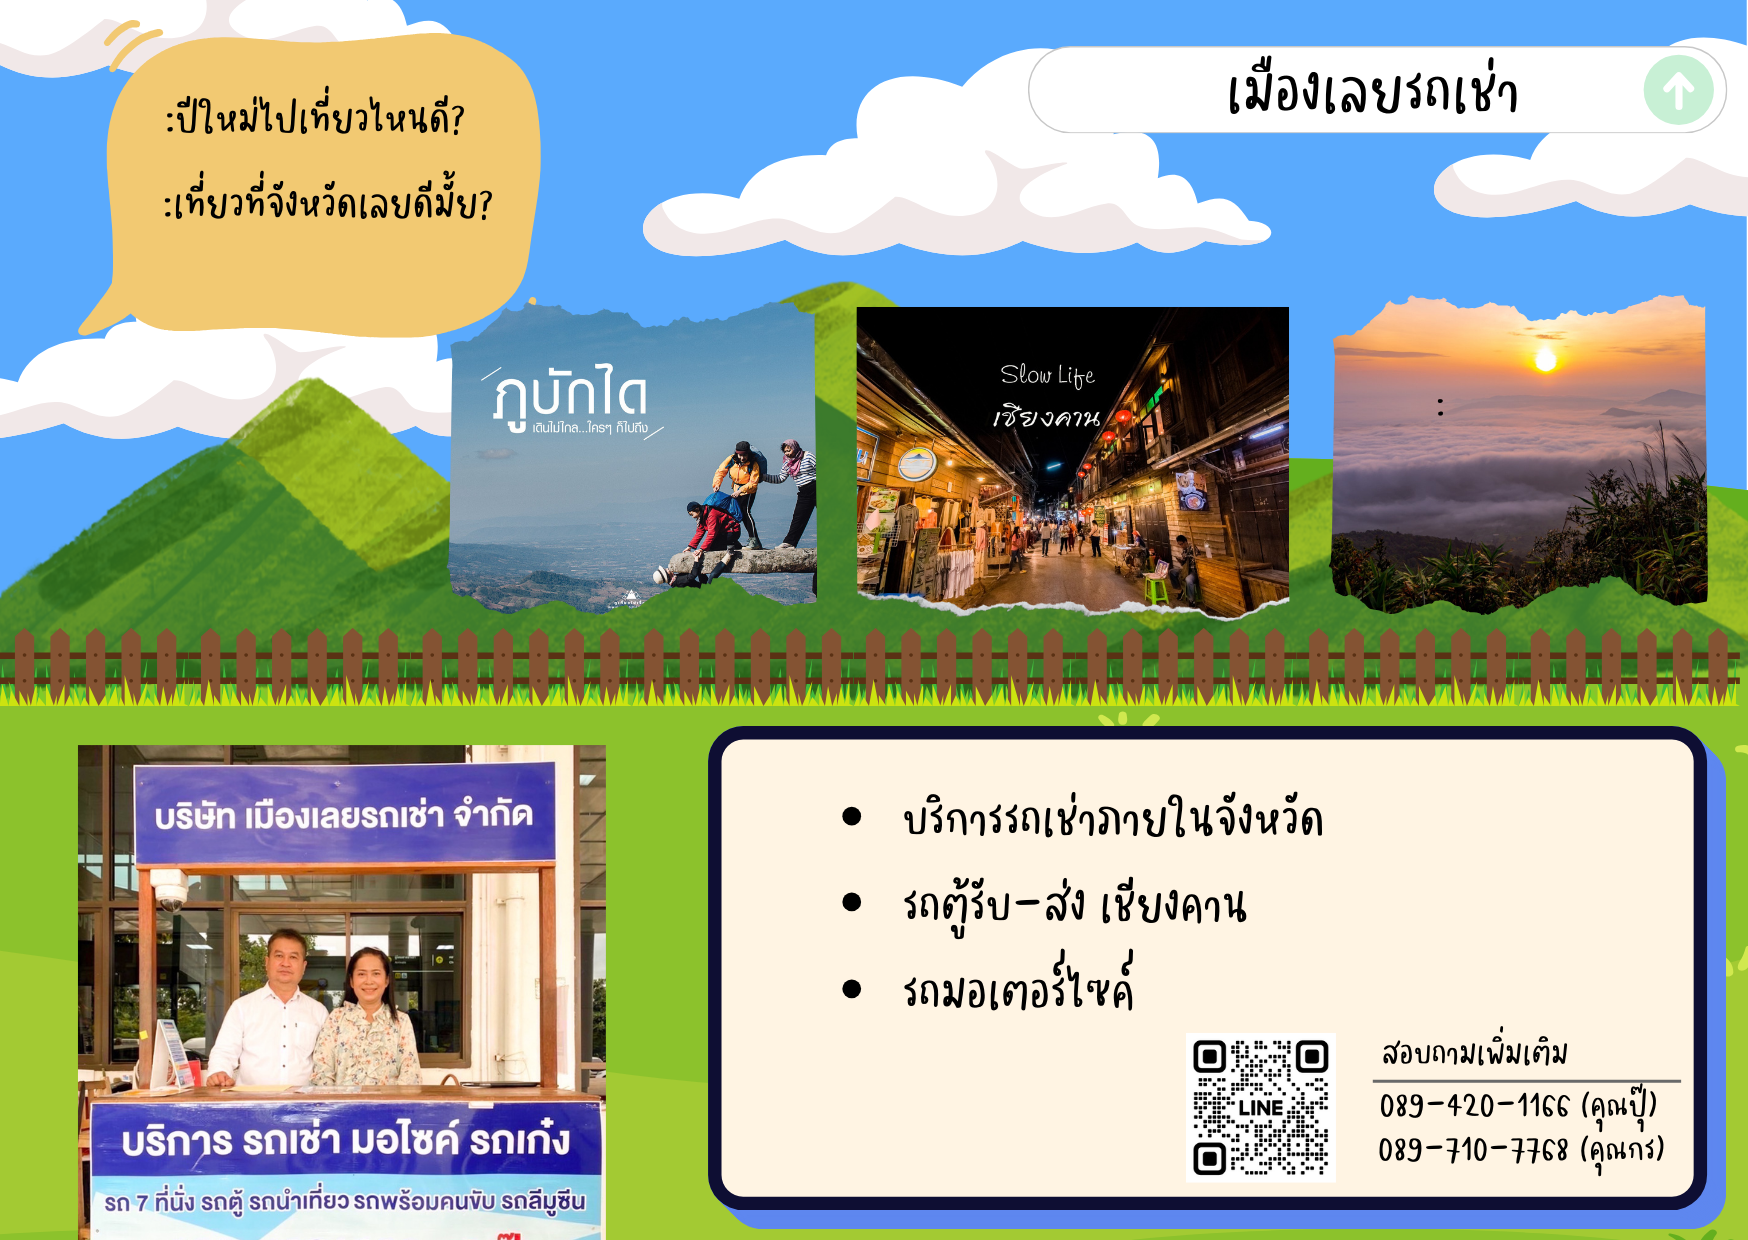 :ปีใหม่ไปเที่ยวไหนดี?
:เที่ยวที่จังหวัดเลยดีมั้ย?
เมืองเลยรถเช่า
ภูบักได
เดินไม่ไกล...ใครๆ ก็ไปถึง
Slow Life
เชียงคาน
:
บริษัท เมืองเลยรถเช่า จำกัด
บริการ รถเช่า มอไซค์ รถเก๋ง
รถ 7 ที่นั่ง รถตู้ รถนำเที่ยว รถพร้อมคนขับ รถลีมูซีน
• บริการรถเช่าภายในจังหวัด
• รถตู้รับ-ส่ง เชียงคาน
• รถมอเตอร์ไซค์
LINE
สอบถามเพิ่มเติม
089-420-1166 (คุณปุ๊)
089-710-7768 (คุณกร)